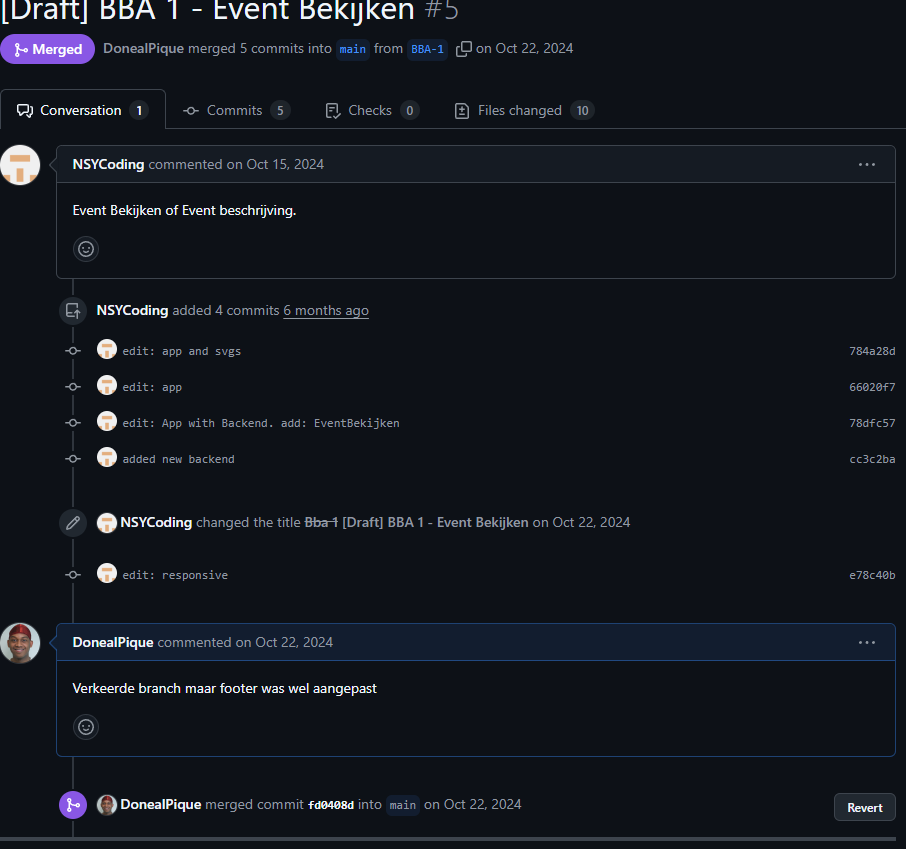 [Draft] BBA 1 - Event Bekijken #5
Merged DonealPique merged 5 commits into main from BBA-1 on Oct 22, 2024
Conversation 1 Commits 5 Checks 0 Files changed 10
NSYCoding commented on Oct 15, 2024 ...
Event Bekijken of Event beschrijving.
NSYCoding added 4 commits 6 months ago
edit: app and svgs 784a28d
edit: app 66020f7
edit: App with Backend. add: EventBekijken 78dfc57
added new backend cc3c2ba
NSYCoding changed the title Bba 1 [Draft] BBA 1 - Event Bekijken on Oct 22, 2024
edit: responsive e78c40b
DonealPique commented on Oct 22, 2024 ...
Verkeerde branch maar footer was wel aangepast
DonealPique merged commit fd0408d into main on Oct 22, 2024 Revert